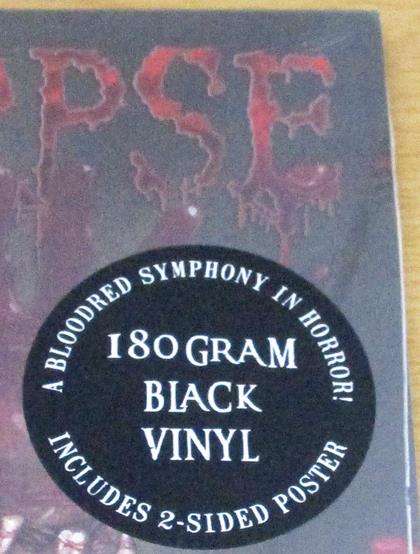 PSE
A BLOODRED SYMPHONY IN HORROR!
180 GRAM
BLACK
VINYL
INCLUDES 2-SIDED POSTER